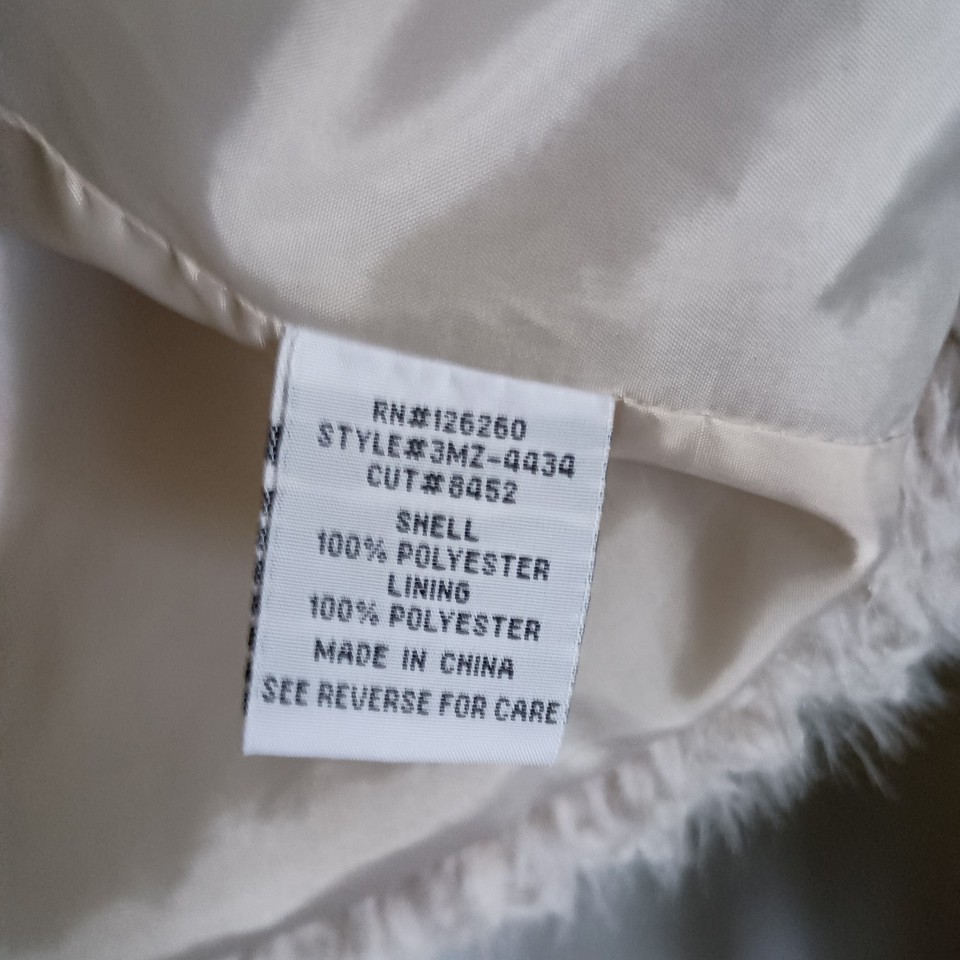 RN#126260
STYLE#3MZ-4434
CUT#8452
SHELL
100% POLYESTER
LINING
100% POLYESTER
MADE IN CHINA
SEE REVERSE FOR CARE